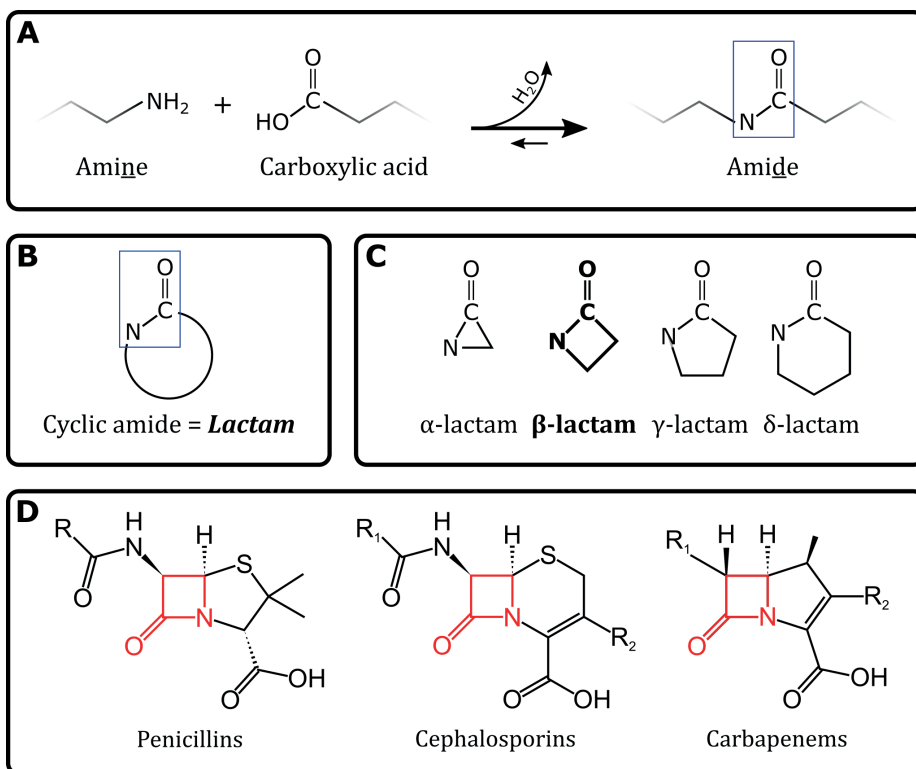 A
NH₂
+
O
C
HO
H₂O
O
C
N
Amine
Carboxylic acid
Amide
B
O
C
N
Cyclic amide = Lactam
C
O
C
N
O
C
N
O
C
N
O
C
N
α-lactam β-lactam γ-lactam δ-lactam
D
R
H
N
H
S
O
O
N
O
OH
Penicillins
R₁
H
N
H
S
O
O
N
R₂
O
OH
Cephalosporins
R₁
H
H
O
N
R₂
O
OH
Carbapenems